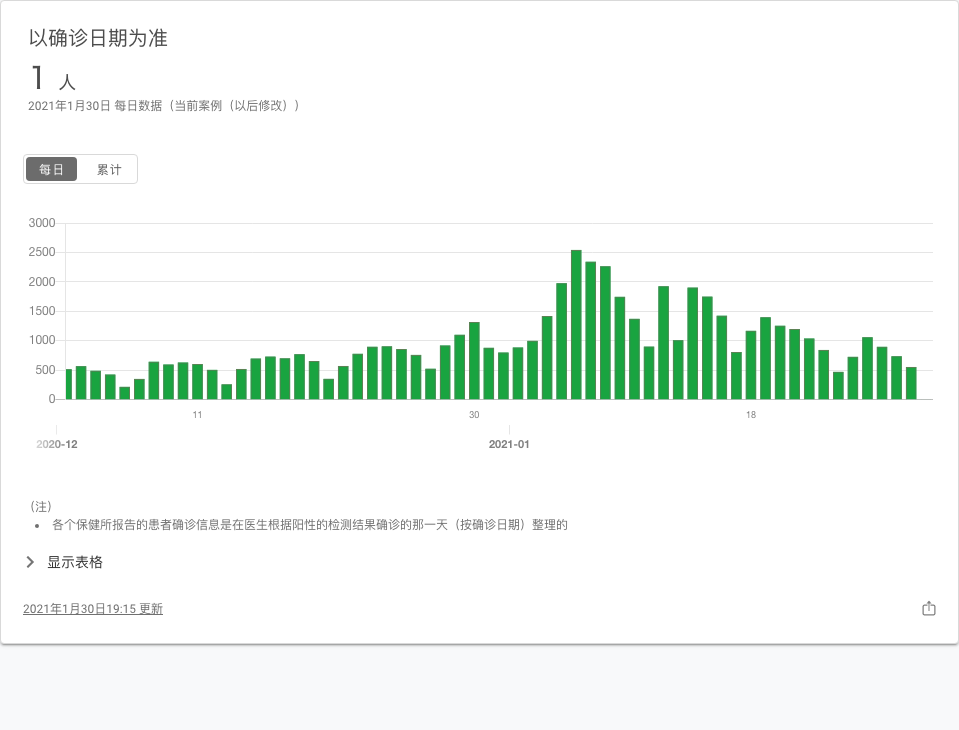 以确诊日期为准
1 人
2021年1月30日 每日数据（当前案例（以后修改））
每日 累计
3000
2500
2000
1500
1000
500
0
11 30 18
2020-12 2021-01
（注）
• 各个保健所报告的患者确诊信息是在医生根据阳性的检测结果确诊的那一天（按确诊日期）整理的
显示表格
2021年1月30日19:15 更新